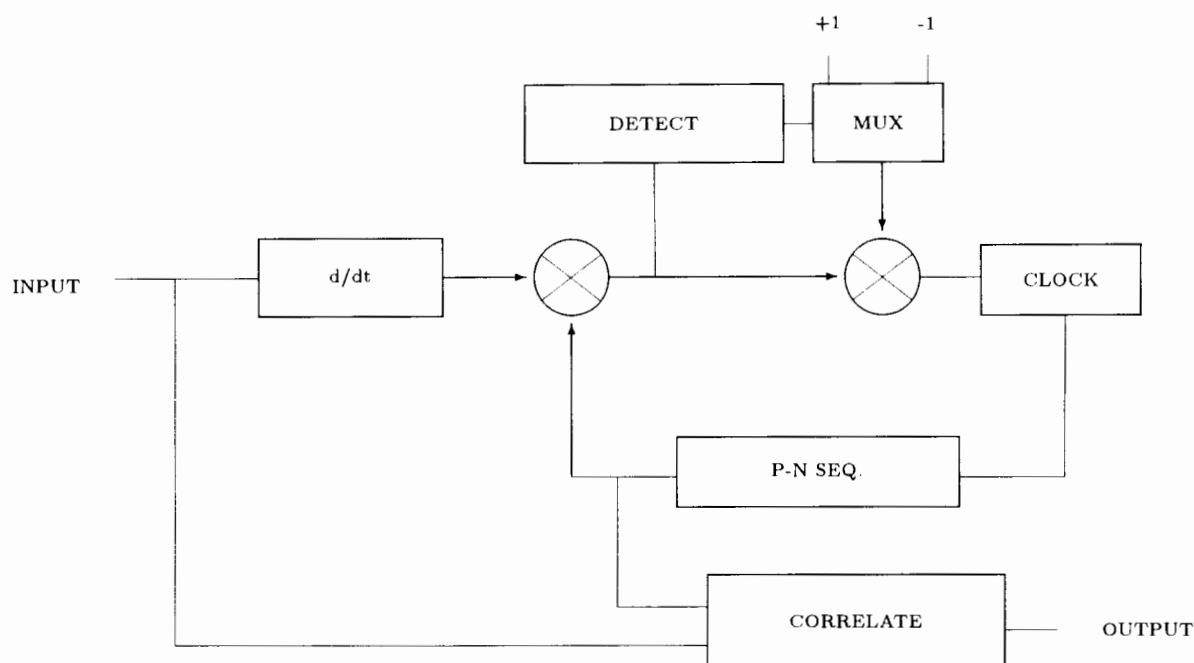 +1 -1
DETECT
MUX
INPUT
d/dt
CLOCK
P-N SEQ.
CORRELATE
OUTPUT